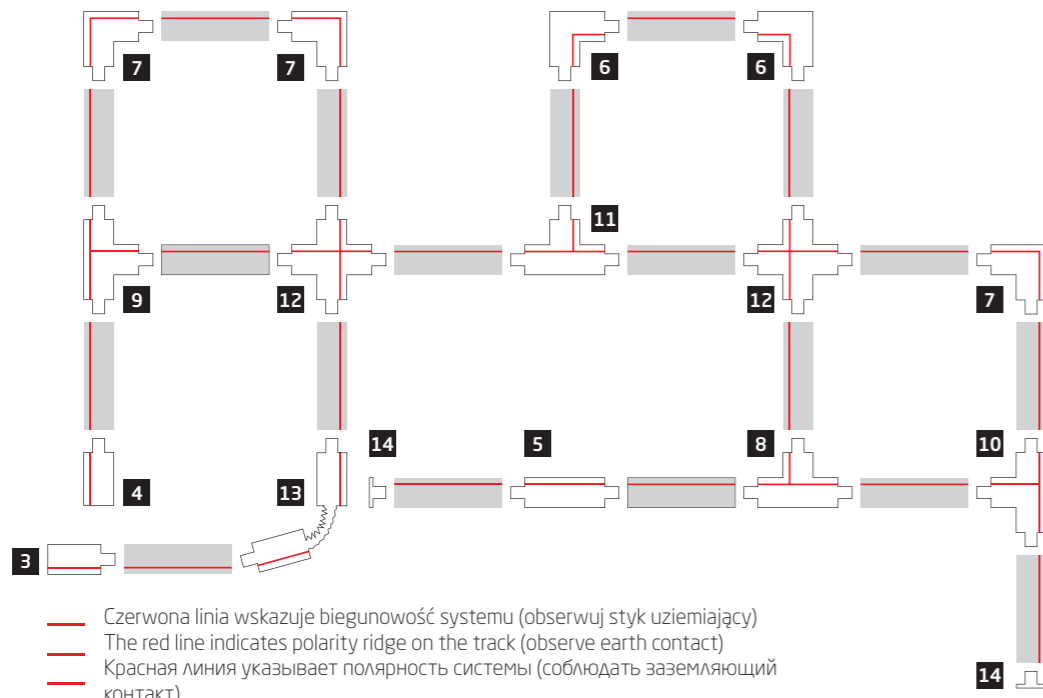 7 7 6 6
11
9 12 12 7
14 5 8 10
4 13
3
Czerwona linia wskazuje biegunowość systemu (obserwuj styk uziemiający)
The red line indicates polarity ridge on the track (observe earth contact)
Красная линия указывает полярность системы (соблюдать заземляющий
контакт)
14